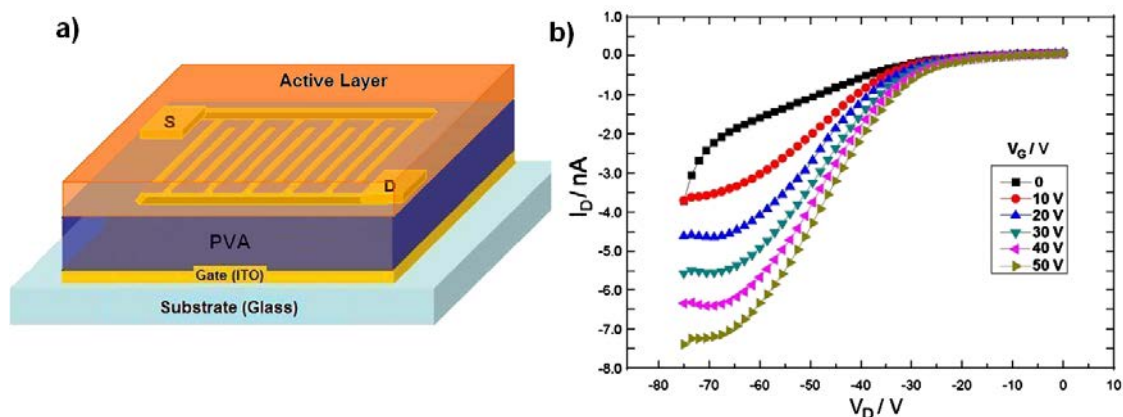 a)
Active Layer
S
D
PVA
Gate (ITO)
Substrate (Glass)
b)
1.0
0.0
-1.0
-2.0
-3.0
-4.0
-5.0
-6.0
-7.0
-8.0
I_D / nA
-80 -70 -60 -50 -40 -30 -20 -10 0 10
V_D / V
V_G / V
0
10 V
20 V
30 V
40 V
50 V